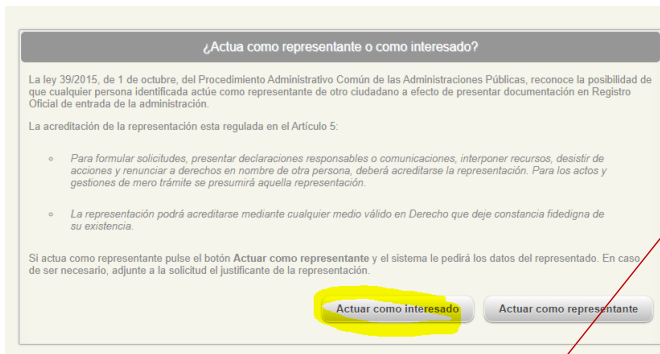 ¿Actua como representante o como interesado?
La ley 39/2015, de 1 de octubre, del Procedimiento Administrativo Común de las Administraciones Públicas, reconoce la posibilidad de
que cualquier persona identificada actúe como representante de otro ciudadano a efecto de presentar documentación en Registro
Oficial de entrada de la administración.
La acreditación de la representación esta regulada en el Artículo 5:
Para formular solicitudes, presentar declaraciones responsables o comunicaciones, interponer recursos, desistir de
acciones y renunciar a derechos en nombre de otra persona, deberá acreditarse la representación. Para los actos y
gestiones de mero trámite se presumirá aquella representación.
La representación podrá acreditarse mediante cualquier medio válido en Derecho que deje constancia fidedigna de
su existencia.
Si actua como representante pulse el botón Actuar como representante y el sistema le pedirá los datos del representado. En caso
de ser necesario, adjunte a la solicitud el justificante de la representación.
Actuar como interesado Actuar como representante